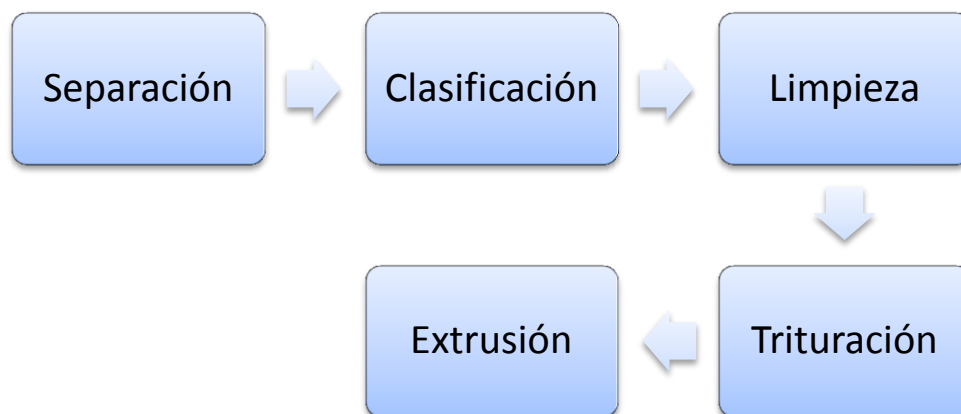 Separación
Clasificación
Limpieza
Trituración
Extrusión